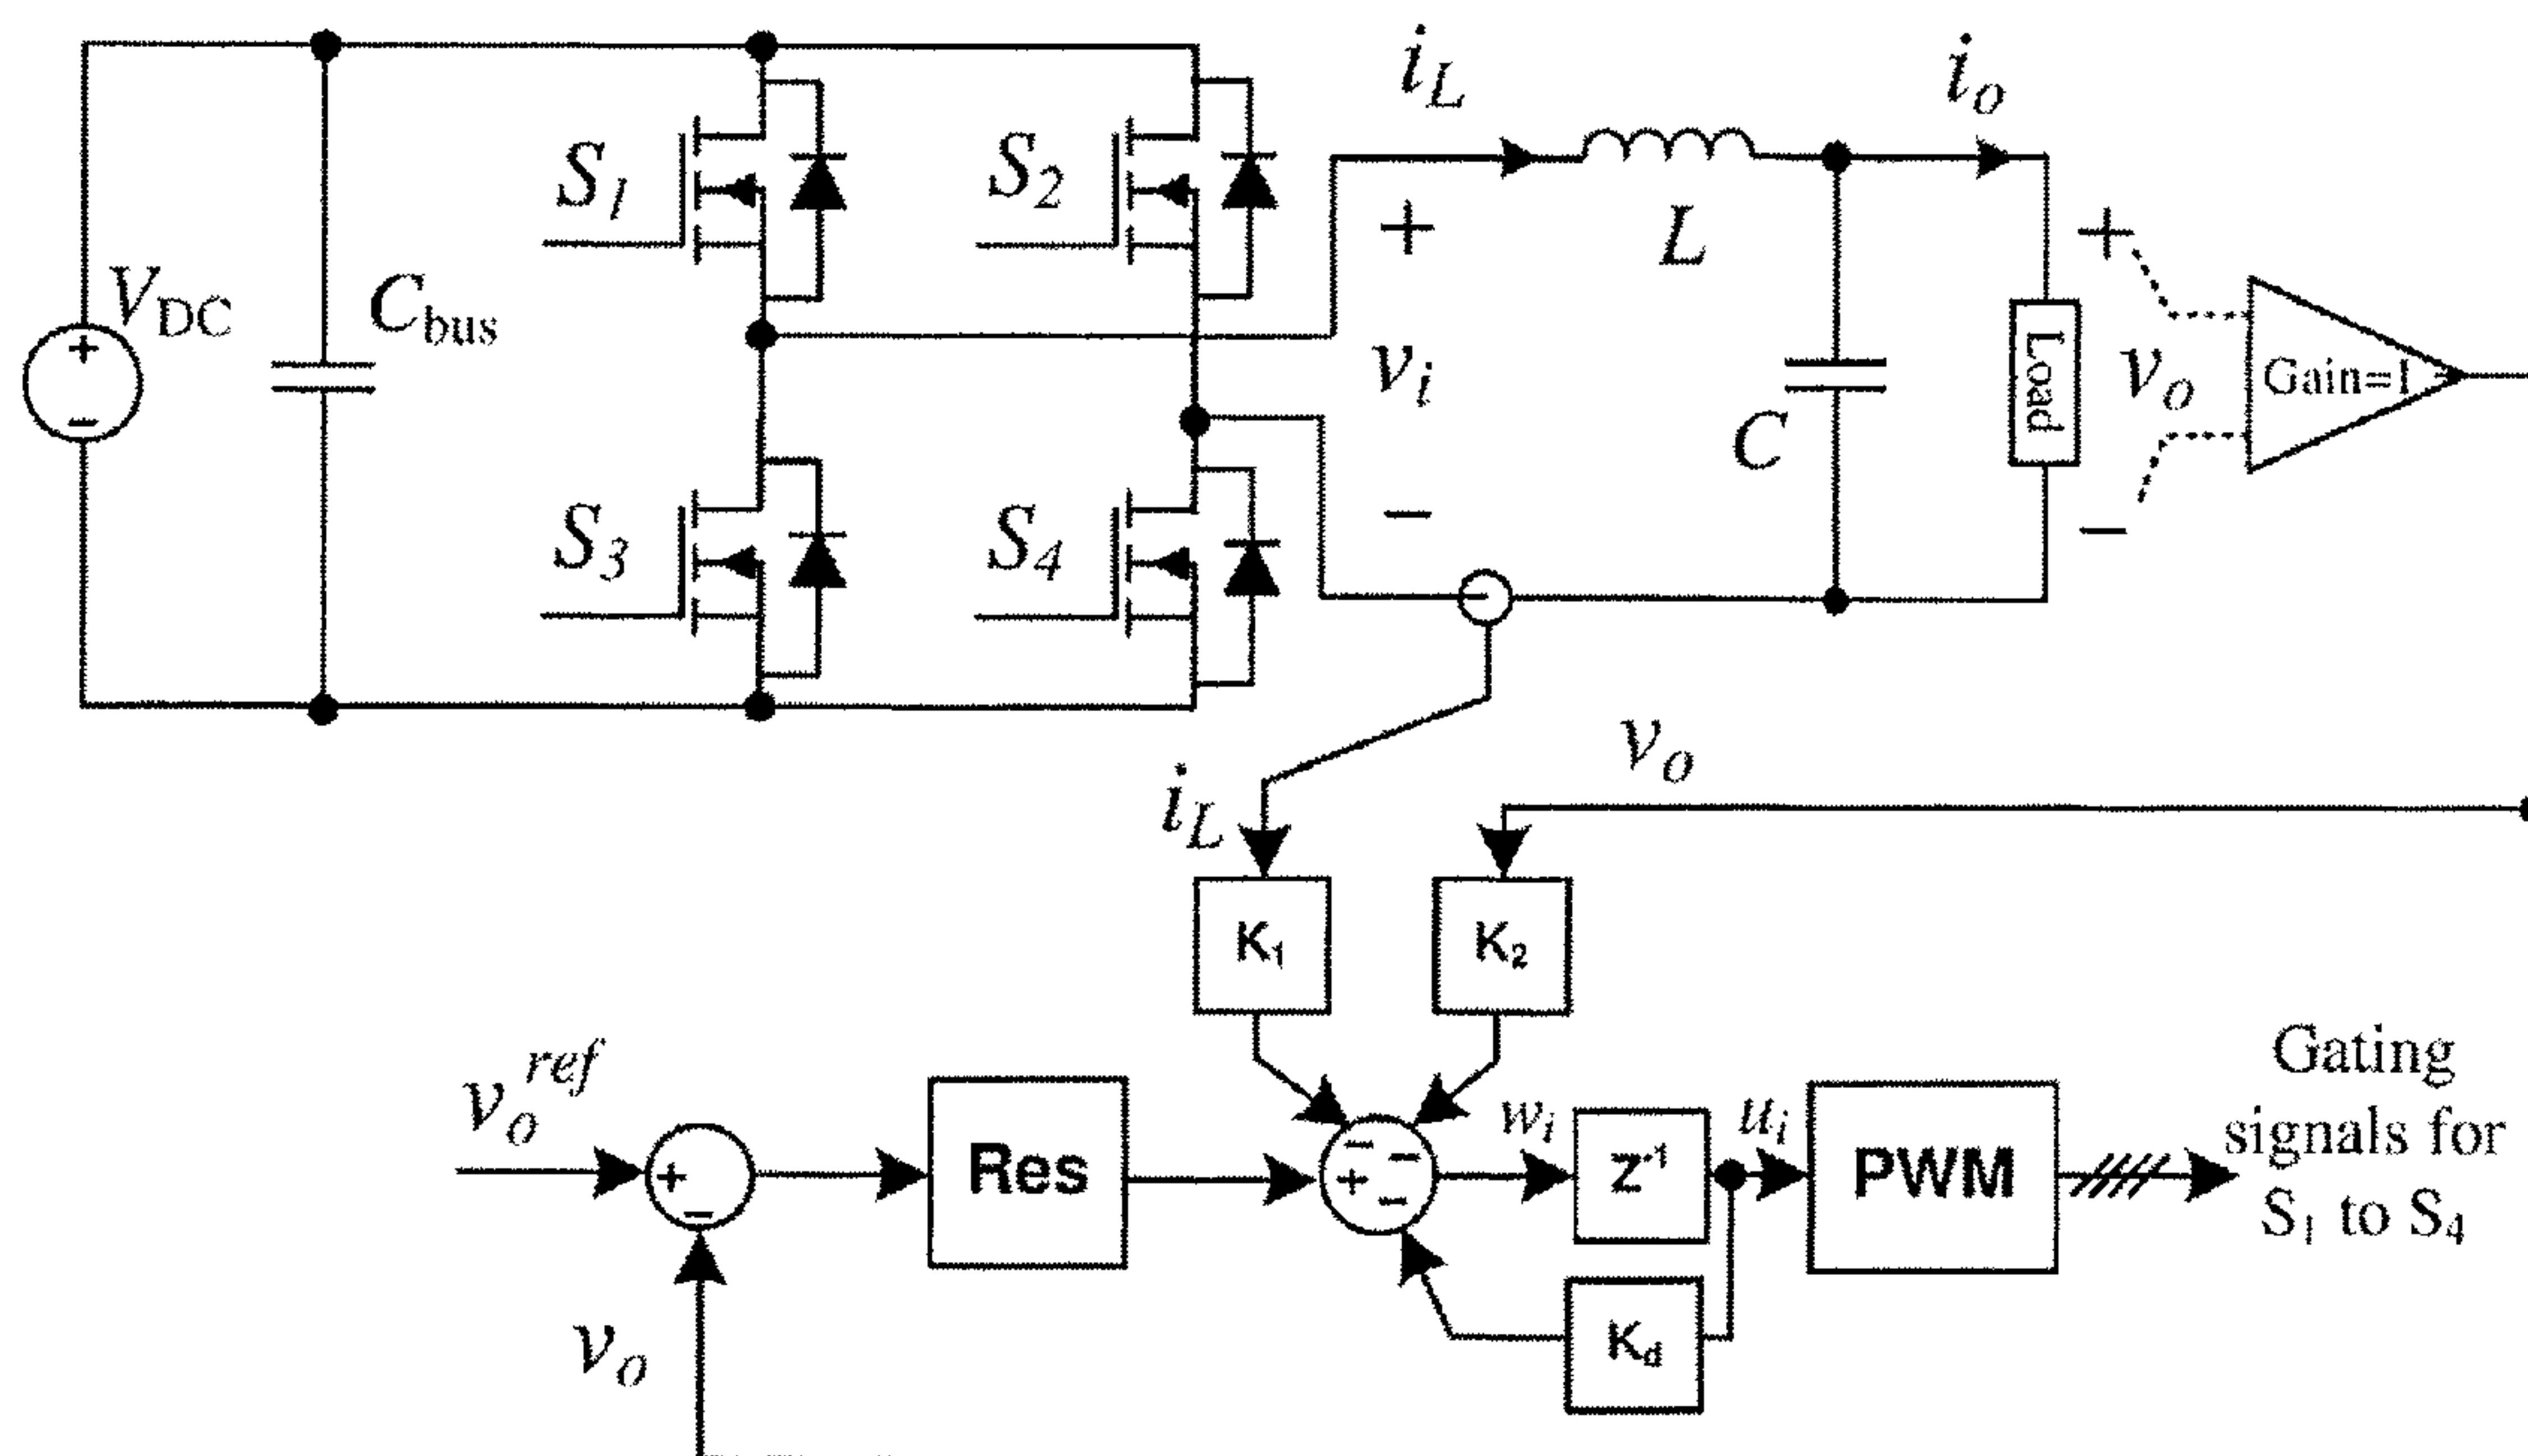 i_L
i_o
S_1
S_2
+
L
+
V_DC
C_bus
+
−
v_i
Load
v_o
Gain=1
C
S_3
S_4
−
−
v_o
i_L
K_1
K_2
v_o^ref
w_i
u_i
Gating
signals for
S_1 to S_4
+
−
Res
−
−
+
−
Z^-1
PWM
K_d
v_o